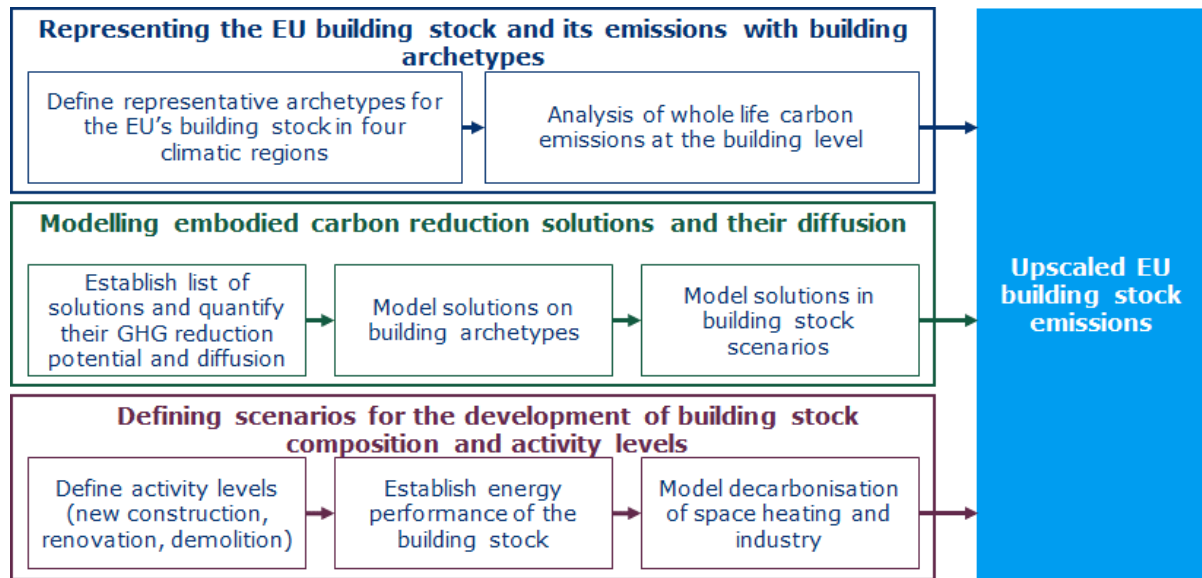 Representing the EU building stock and its emissions with building
archetypes
Define representative archetypes for
the EU's building stock in four
climatic regions
Analysis of whole life carbon
emissions at the building level
Modelling embodied carbon reduction solutions and their diffusion
Establish list of
solutions and quantify
their GHG reduction
potential and diffusion
Model solutions on
building archetypes
Model solutions in
building stock
scenarios
Defining scenarios for the development of building stock
composition and activity levels
Define activity levels
(new construction,
renovation, demolition)
Establish energy
performance of the
building stock
Model decarbonisation
of space heating and
industry
Upscaled EU
building stock
emissions